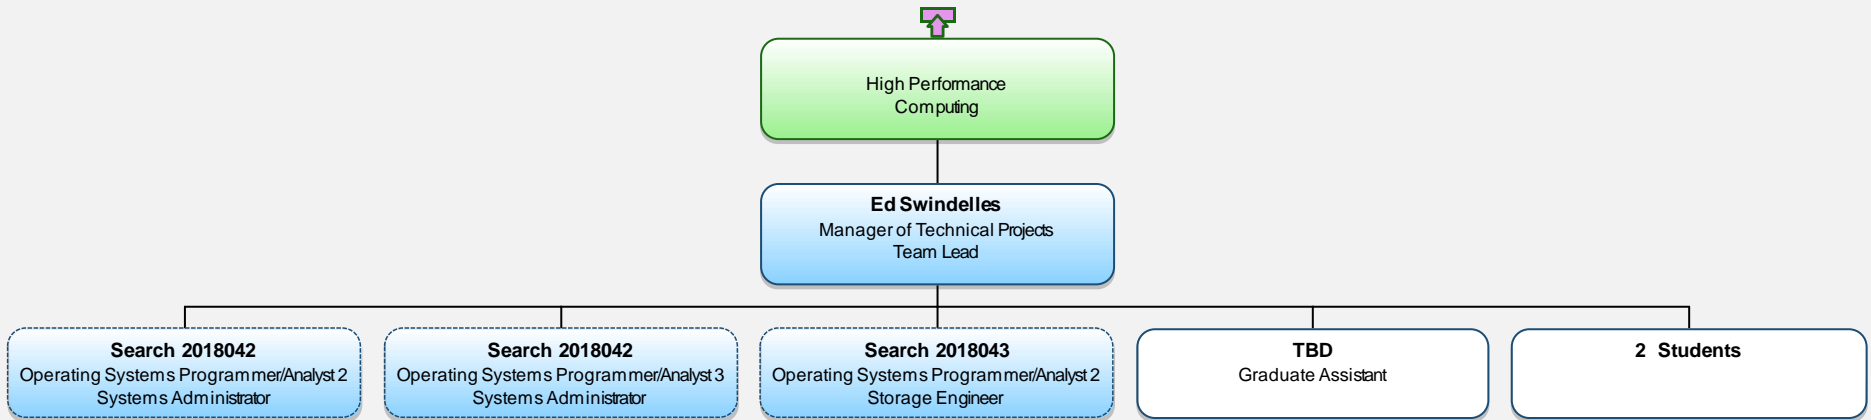 High Performance
Computing
Ed Swindelles
Manager of Technical Projects
Team Lead
Search 2018042
Operating Systems Programmer/Analyst 2
Systems Administrator
Search 2018042
Operating Systems Programmer/Analyst 3
Systems Administrator
Search 2018043
Operating Systems Programmer/Analyst 2
Storage Engineer
TBD
Graduate Assistant
2 Students